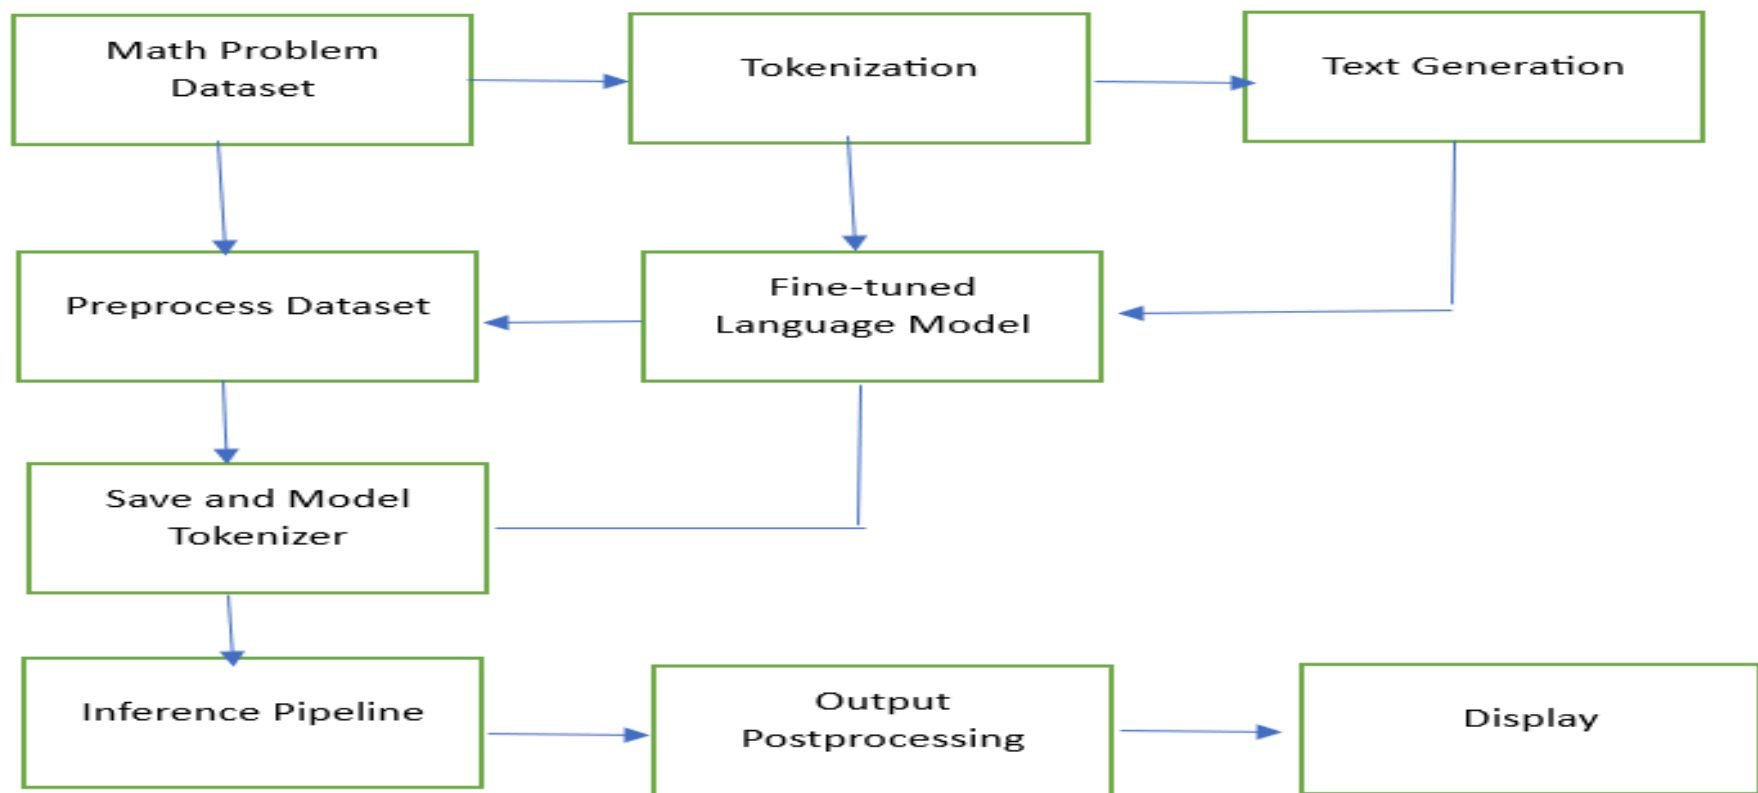 Math Problem
Dataset
Tokenization
Text Generation
Preprocess Dataset
Fine-tuned
Language Model
Save and Model
Tokenizer
Inference Pipeline
Output
Postprocessing
Display